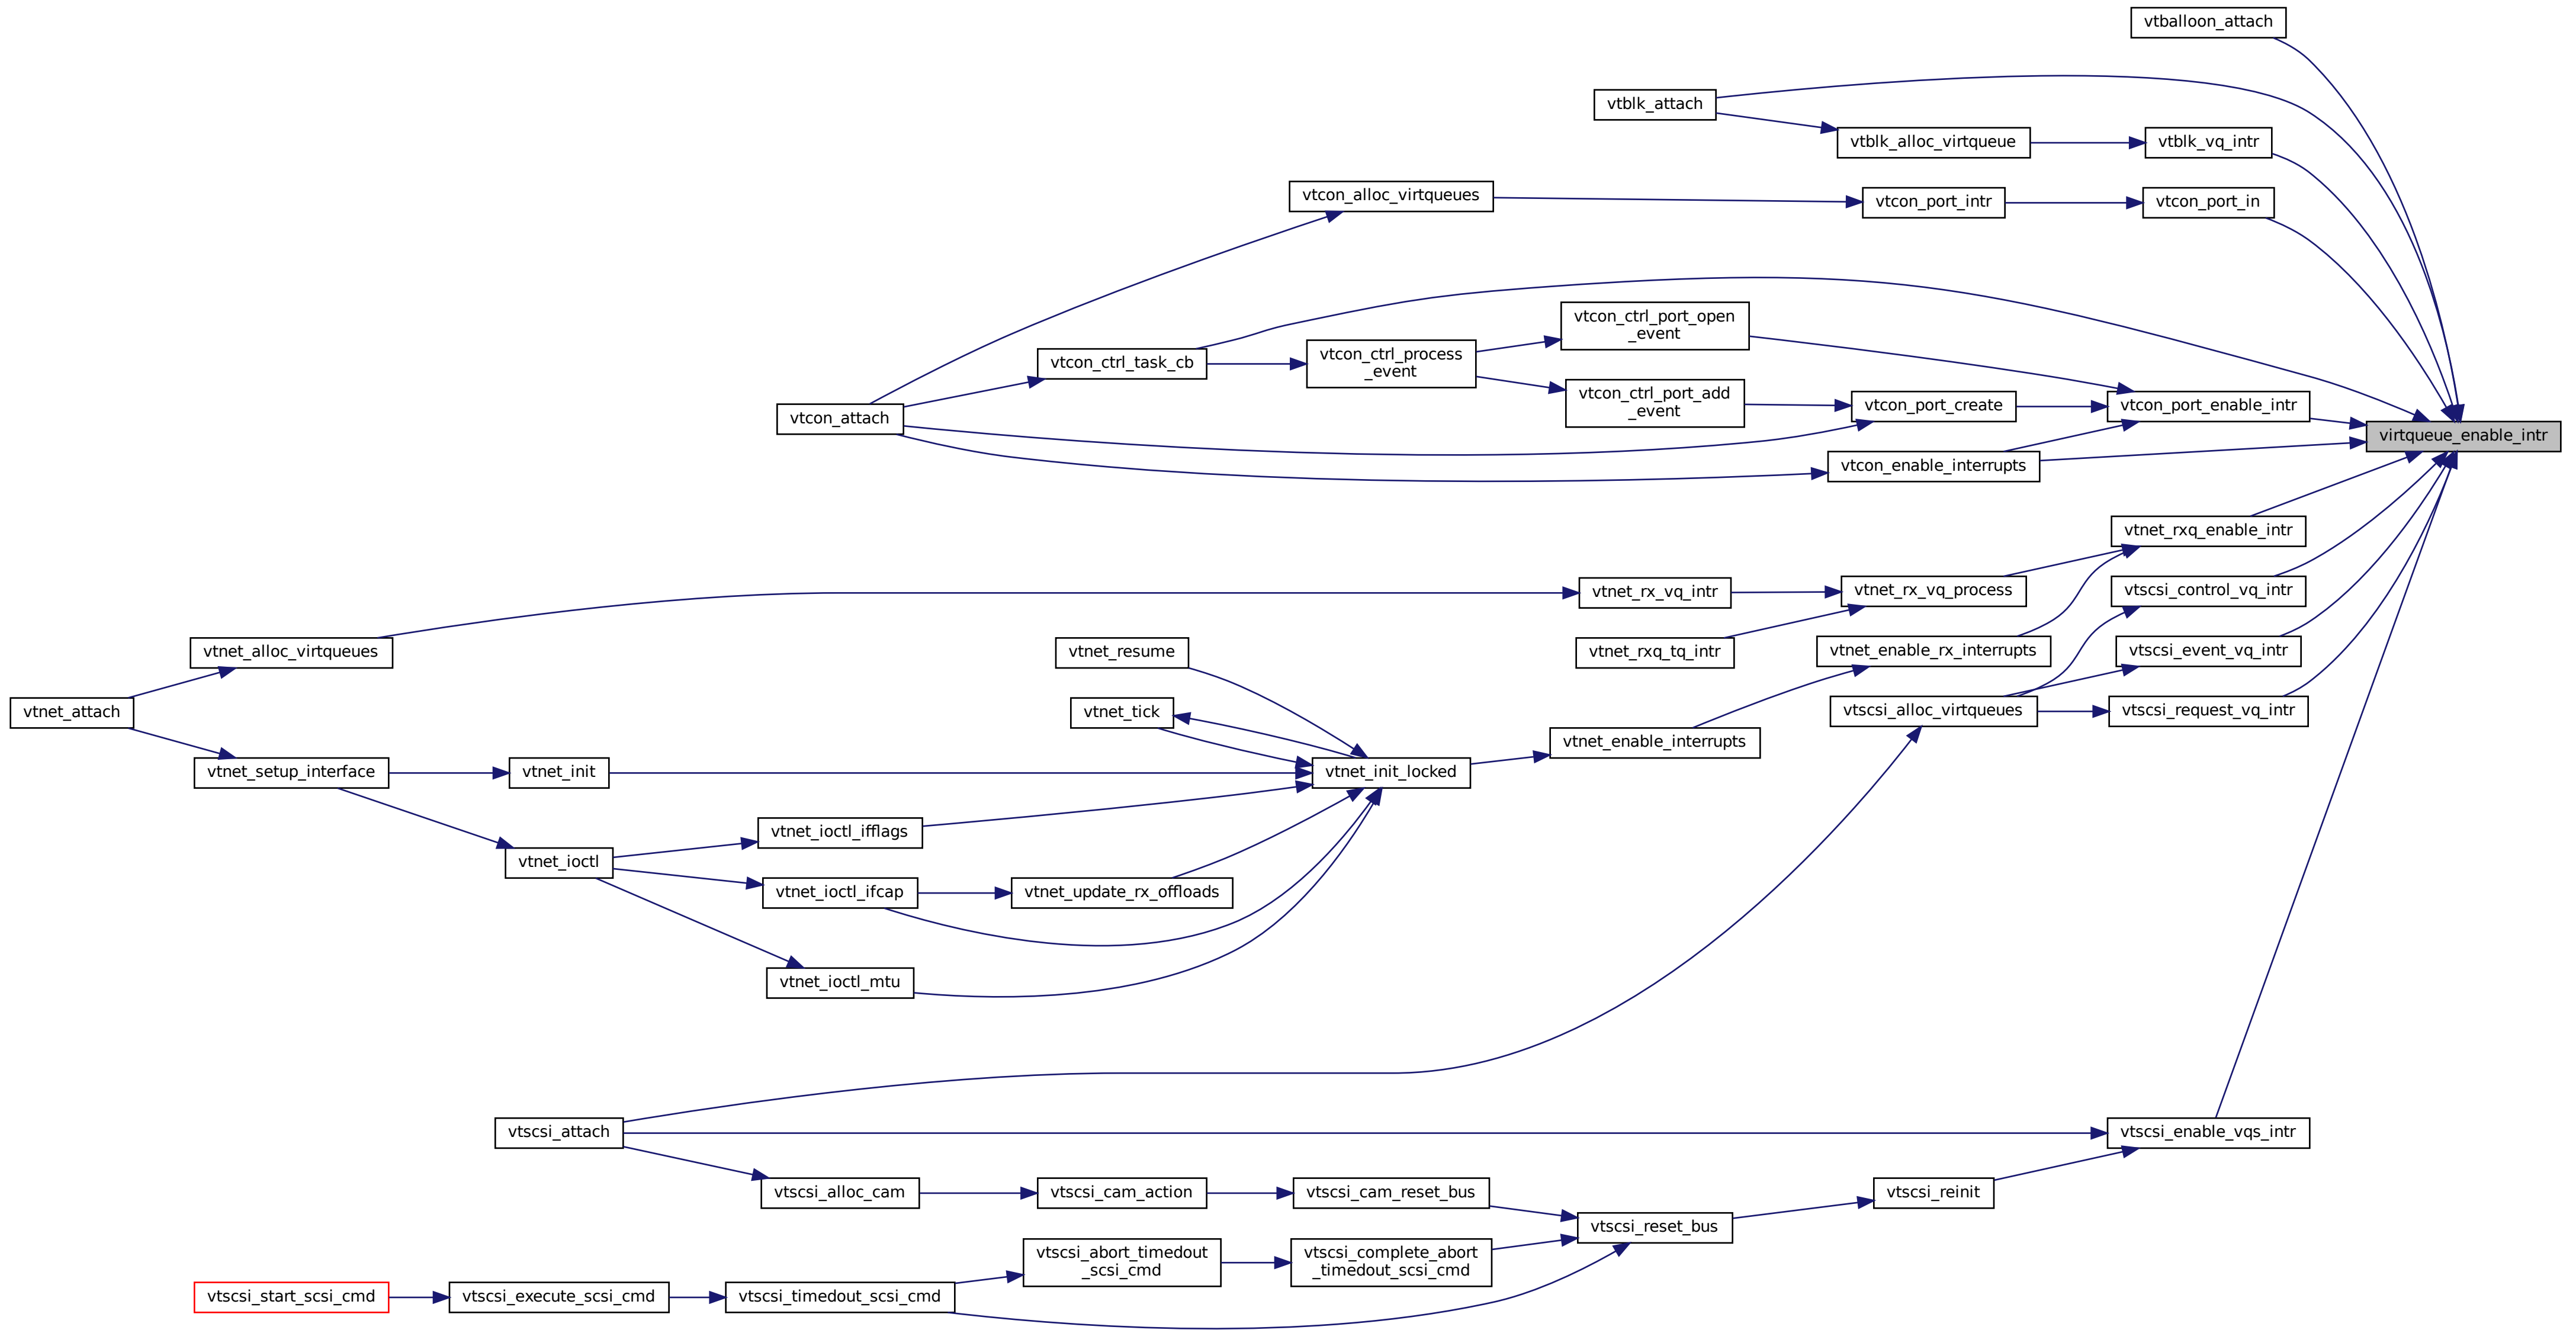 vtballoon_attach
vtblk_attach
vtblk_alloc_virtqueue
vtblk_vq_intr
vtcon_alloc_virtqueues
vtcon_port_intr
vtcon_port_in
vtcon_ctrl_port_open
_event
vtcon_ctrl_task_cb
vtcon_ctrl_process
_event
vtcon_ctrl_port_add
_event
vtcon_attach
vtcon_port_create
vtcon_port_enable_intr
virtqueue_enable_intr
vtcon_enable_interrupts
vtnet_rxq_enable_intr
vtnet_rx_vq_intr
vtnet_rx_vq_process
vtscsi_control_vq_intr
vtnet_alloc_virtqueues
vtnet_resume
vtnet_rxq_tq_intr
vtnet_enable_rx_interrupts
vtscsi_event_vq_intr
vtnet_attach
vtnet_tick
vtscsi_alloc_virtqueues
vtscsi_request_vq_intr
vtnet_enable_interrupts
vtnet_setup_interface
vtnet_init
vtnet_init_locked
vtnet_ioctl_ifflags
vtnet_ioctl
vtnet_ioctl_ifcap
vtnet_update_rx_offloads
vtnet_ioctl_mtu
vtscsi_attach
vtscsi_enable_vqs_intr
vtscsi_alloc_cam
vtscsi_cam_action
vtscsi_cam_reset_bus
vtscsi_reinit
vtscsi_reset_bus
vtscsi_abort_timedout
_scsi_cmd
vtscsi_complete_abort
_timedout_scsi_cmd
vtscsi_start_scsi_cmd
vtscsi_execute_scsi_cmd
vtscsi_timedout_scsi_cmd